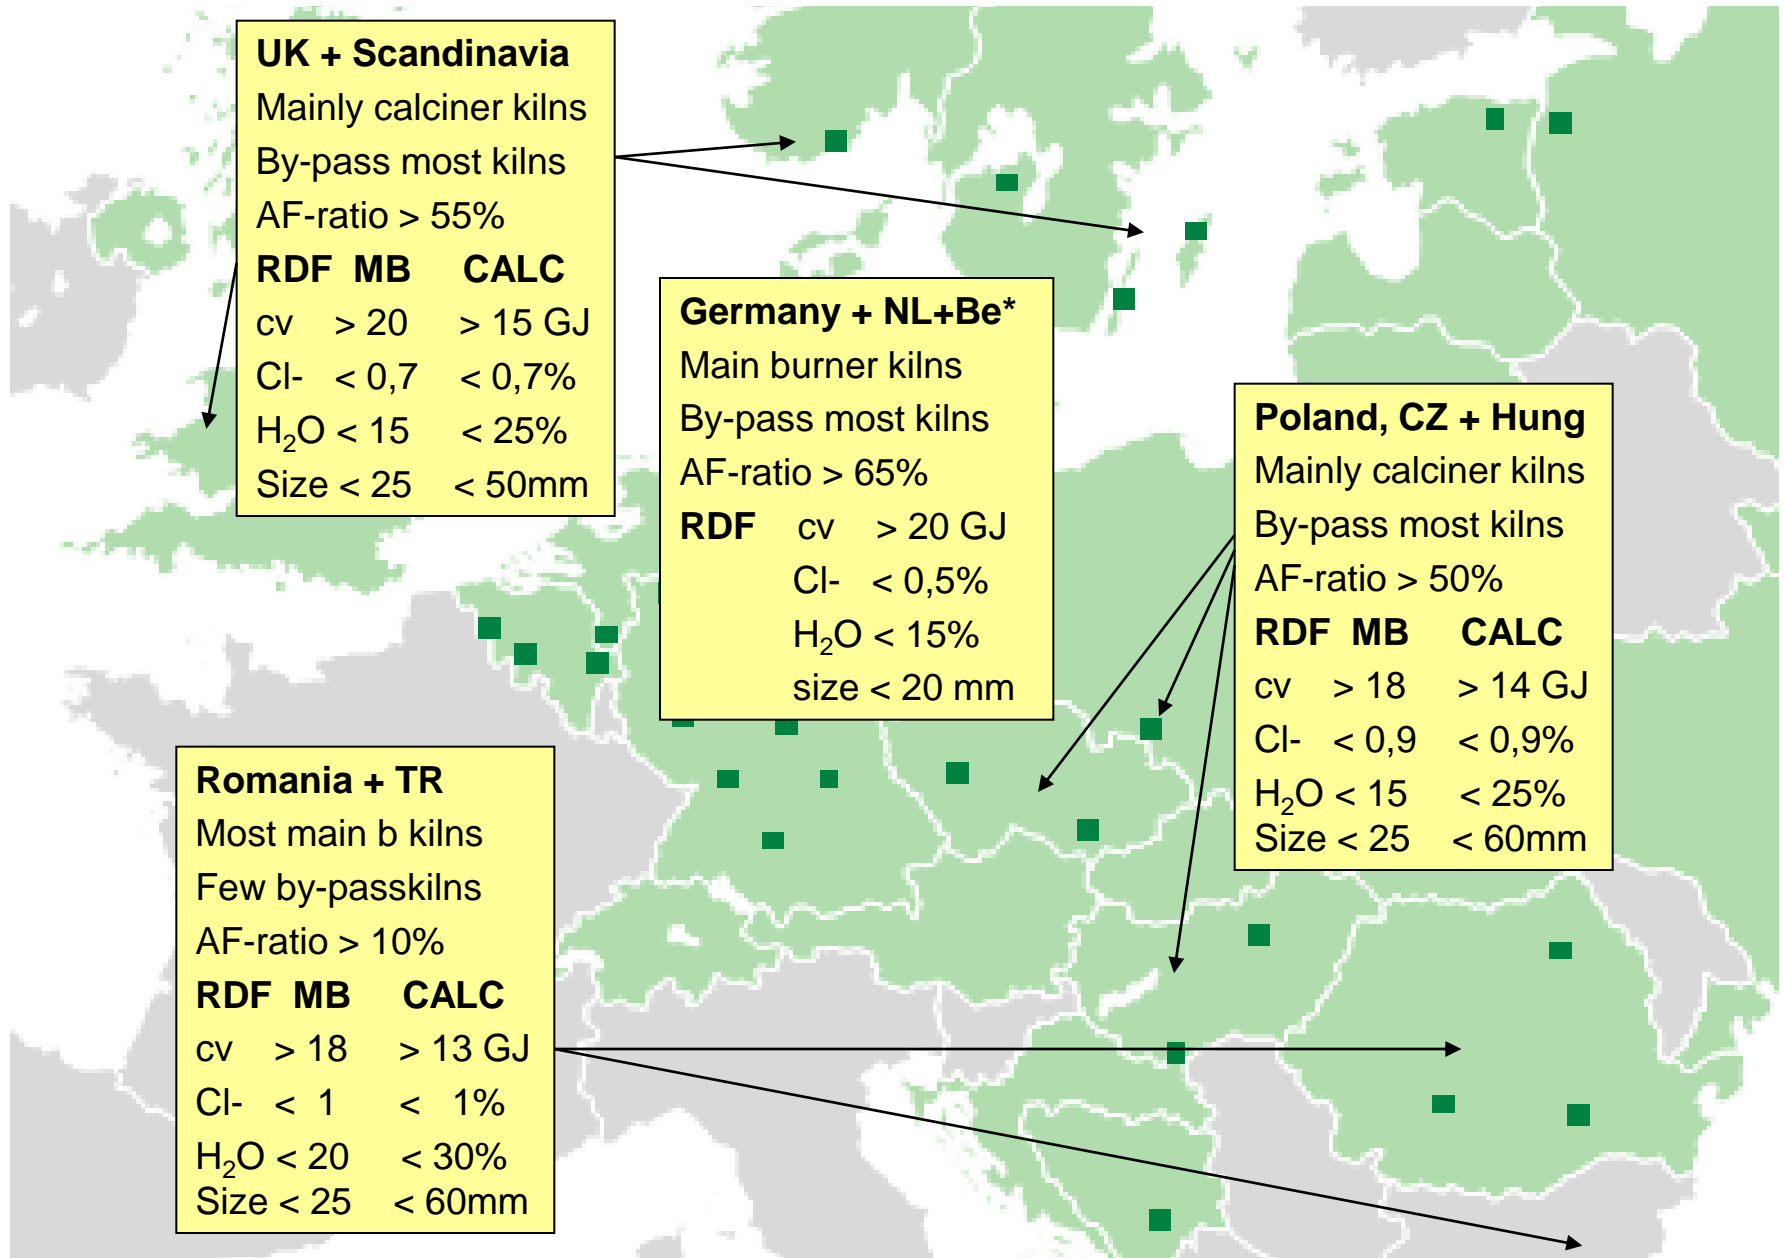 UK + Scandinavia
Mainly calciner kilns
By-pass most kilns
AF-ratio > 55%
RDF MB CALC
cv > 20 > 15 GJ
Cl- < 0,7 < 0,7%
H₂O < 15 < 25%
Size < 25 < 50mm
Germany + NL+Be*
Main burner kilns
By-pass most kilns
AF-ratio > 65%
RDF cv > 20 GJ
Cl- < 0,5%
H₂O < 15%
size < 20 mm
Poland, CZ + Hung
Mainly calciner kilns
By-pass most kilns
AF-ratio > 50%
RDF MB CALC
cv > 18 > 14 GJ
Cl- < 0,9 < 0,9%
H₂O < 15 < 25%
Size < 25 < 60mm
Romania + TR
Most main b kilns
Few by-passkilns
AF-ratio > 10%
RDF MB CALC
cv > 18 > 13 GJ
Cl- < 1 < 1%
H₂O < 20 < 30%
Size < 25 < 60mm